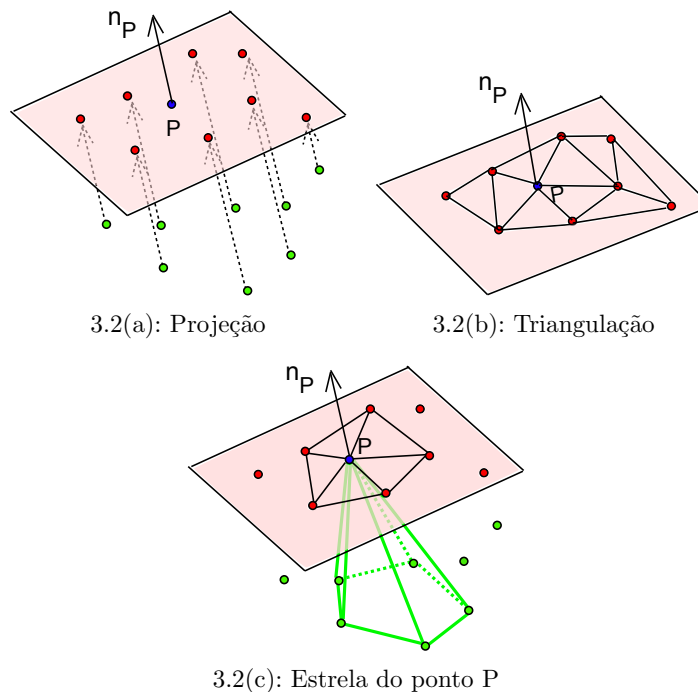 n_P
P
n_P
P
3.2(a): Projeção
3.2(b): Triangulação
n_P
P
3.2(c): Estrela do ponto P